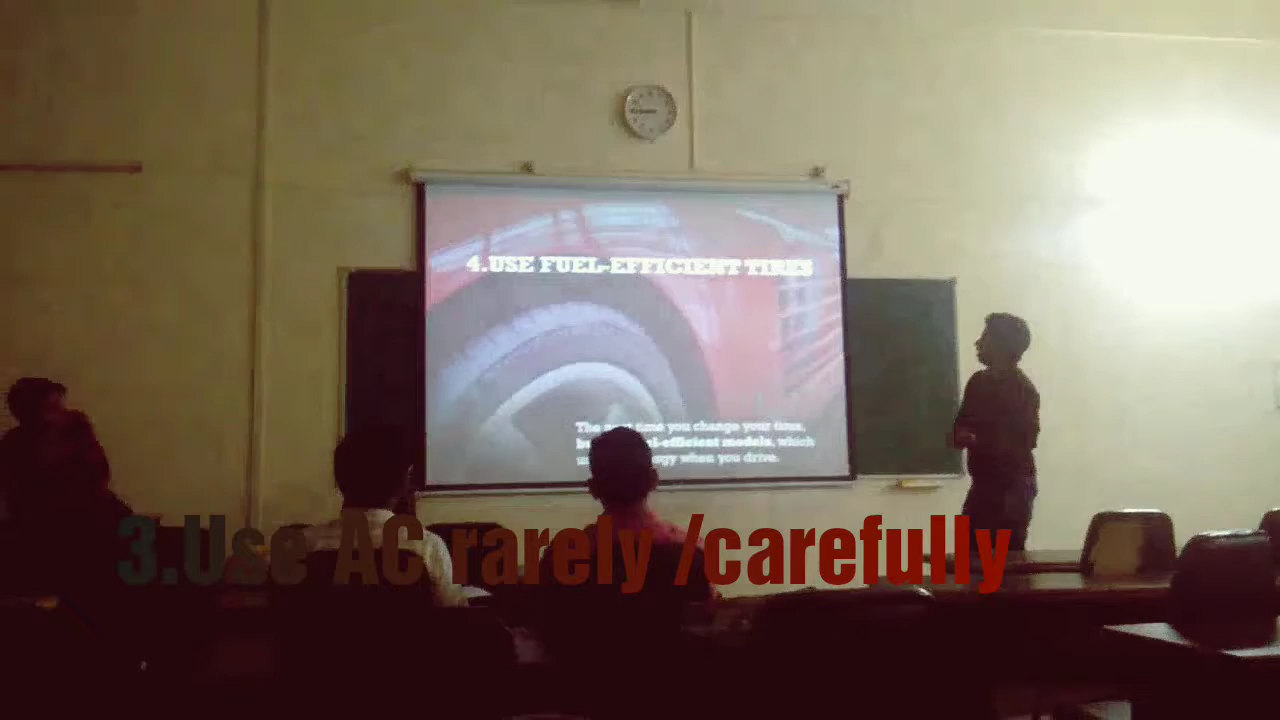 4.USE FUEL-EFFICIENT TIRES
The time you change your tires,
models, which
when you drive.
3.Use AC rarely /carefully